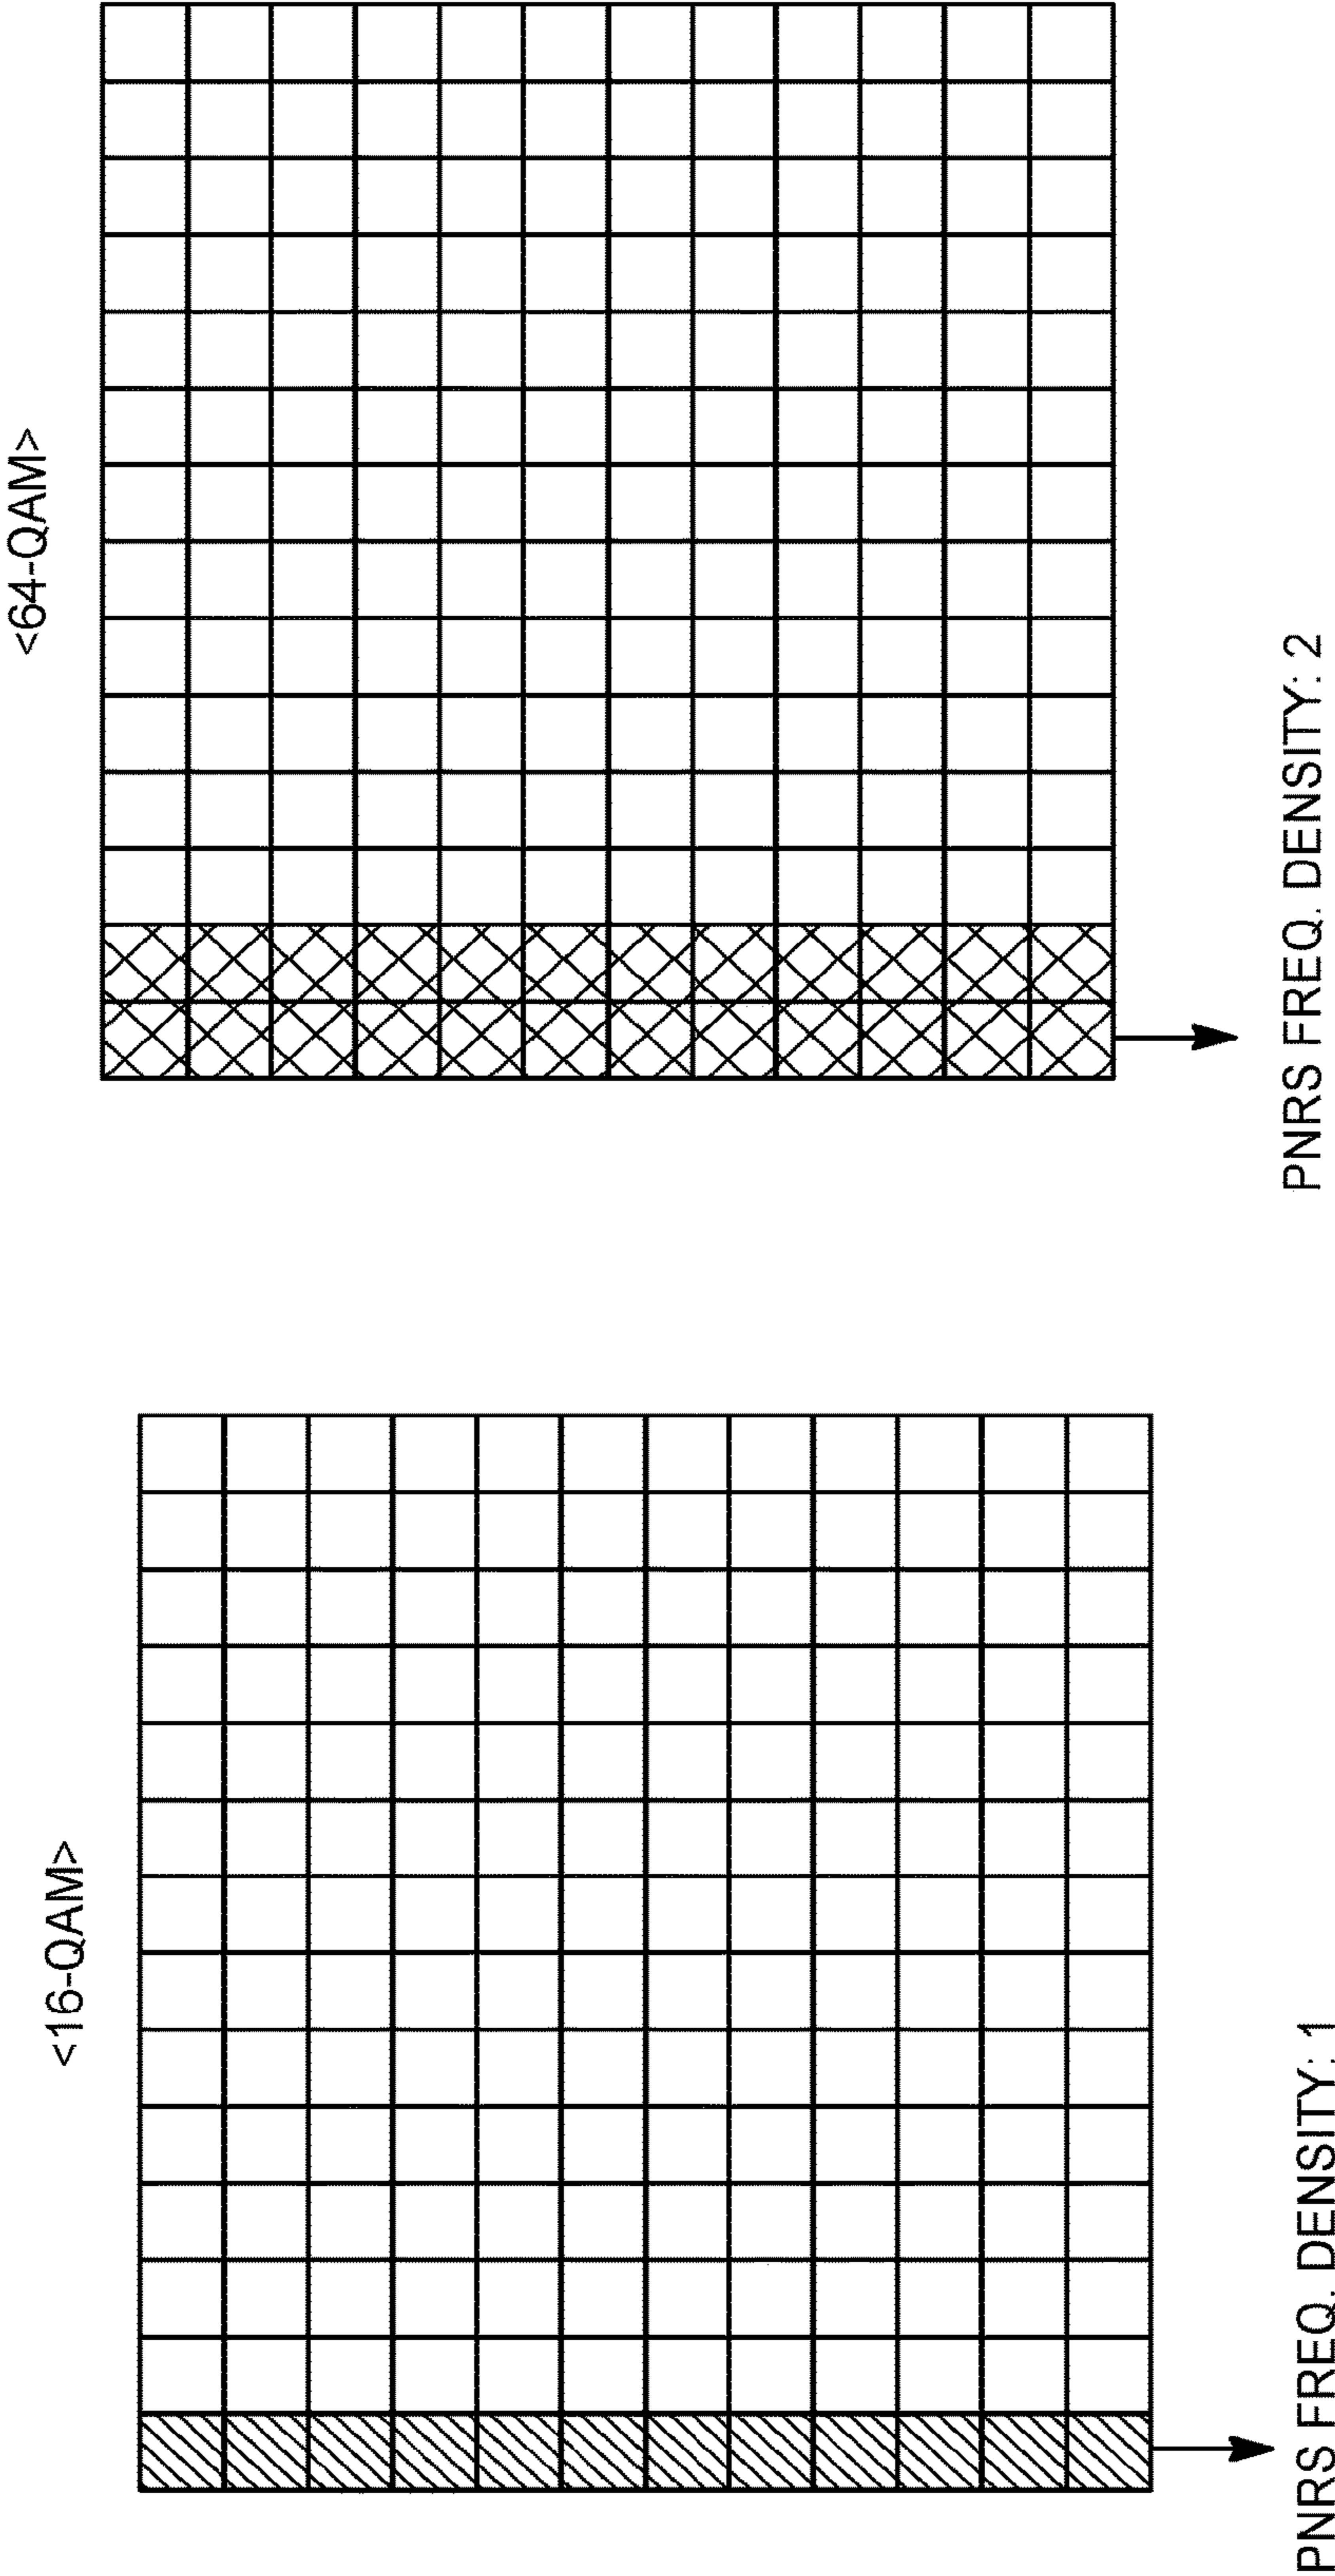 <16-QAM>
PNRS FREQ. DENSITY: 1
<64-QAM>
PNRS FREQ. DENSITY: 2